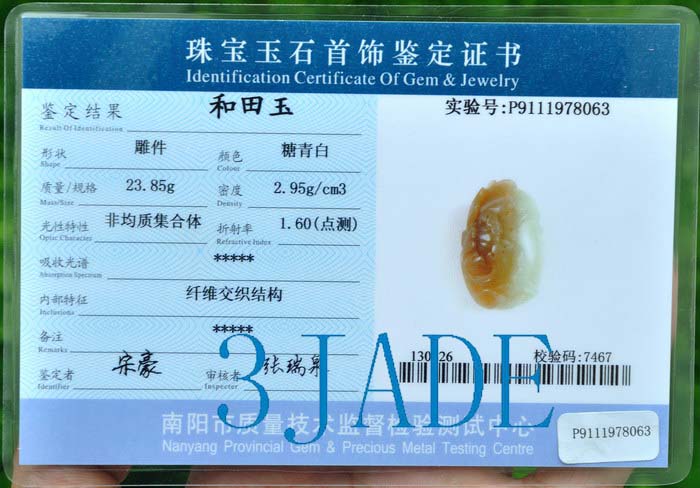 珠宝玉石首饰鉴定证书
Identification Certificate Of Gem & Jewelry
鉴定结果 和田玉
Result Of Identification
实验号:P9111978063
形状 雕件 颜色 糖青白
Shape Colour
质量/规格 23.85g 密度 2.95g/cm3
Mass/Size Density
光性特性 非均质集合体 折射率 1.60(点测)
Optic Character Refractive Index
吸收光谱 *****
Absorption Spectrum
内部特征 纤维交织结构
Inclusions
备注 *****
Remarks
3 JADE
鉴定者 宋豪 审核者 张瑞
Identifier Inspector
校验码:7467
南阳市质量技术监督检验测试中心
Nanyang Provincial Gem & Precious Metal Testing Centre
P9111978063